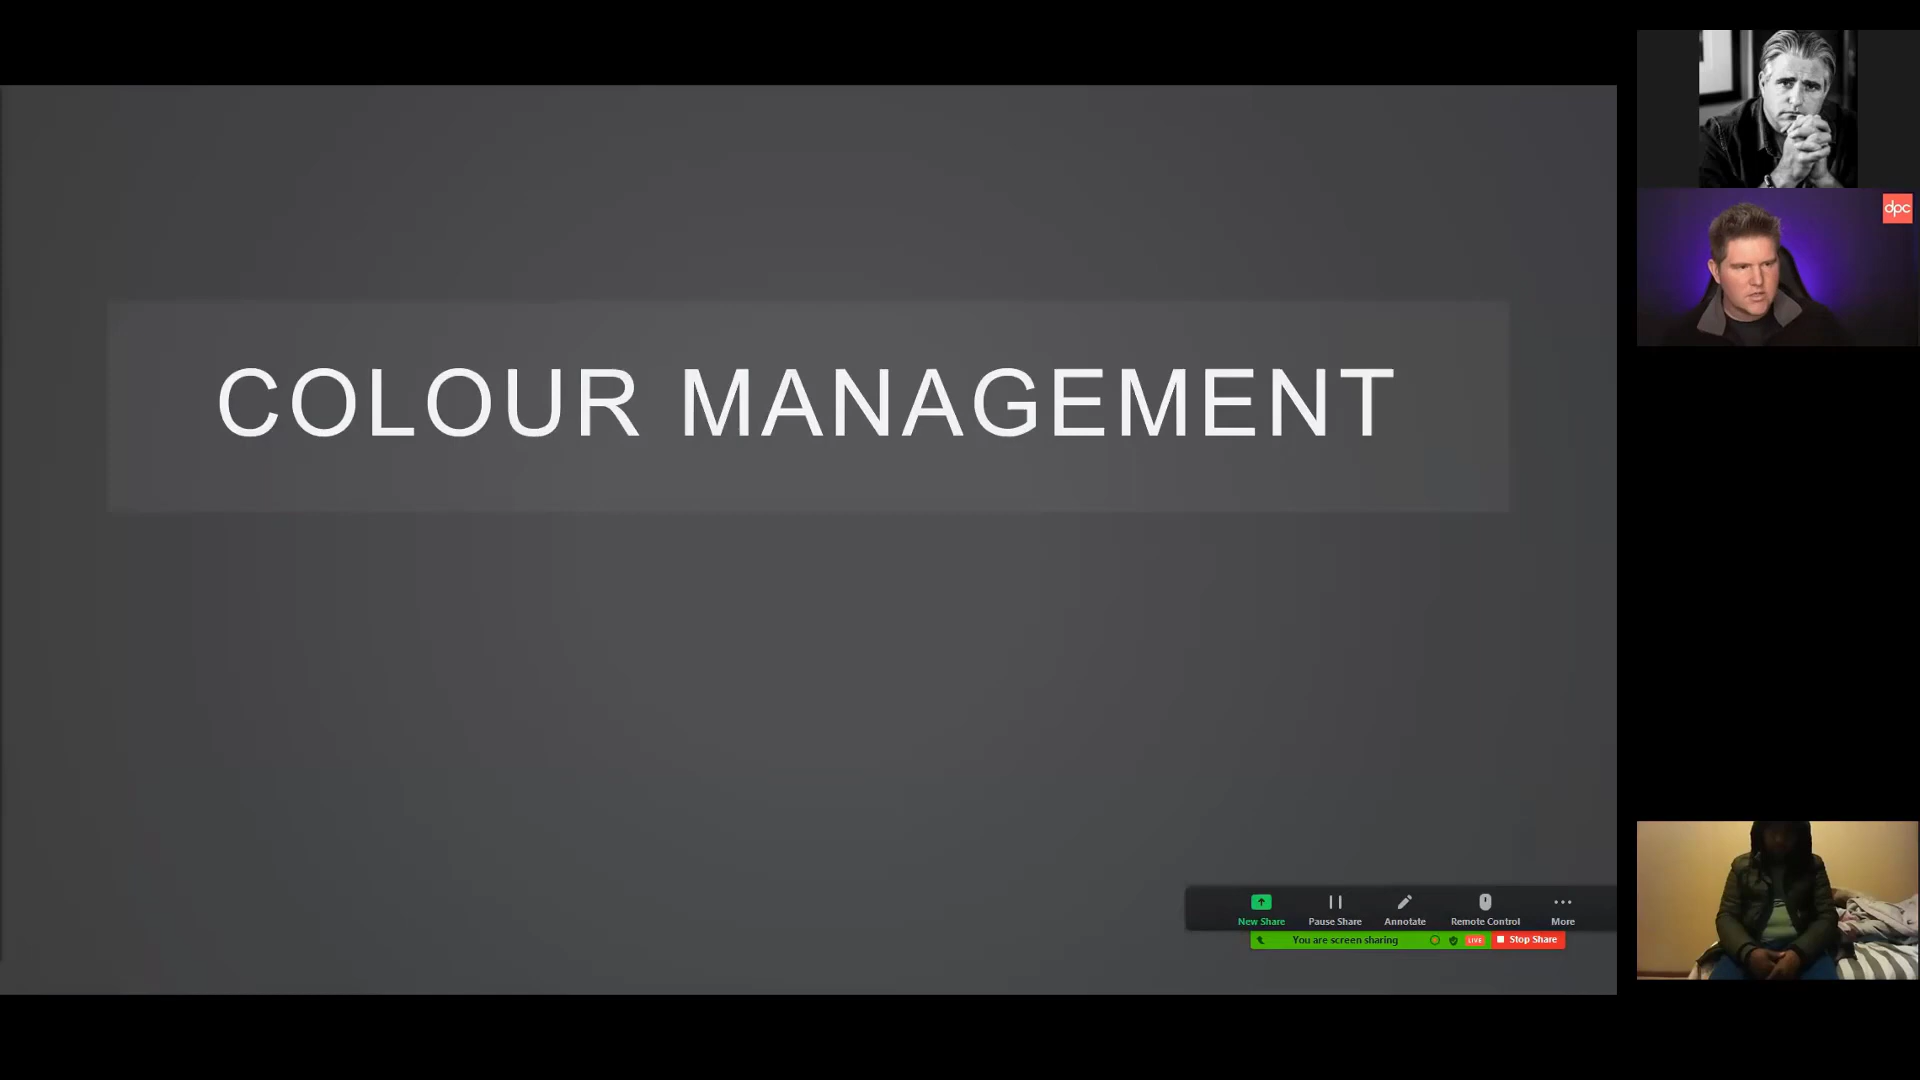 dpc
COLOUR MANAGEMENT
New Share
Pause Share
Annotate
Remote Control
More
You are screen sharing
LIVE
Stop Share